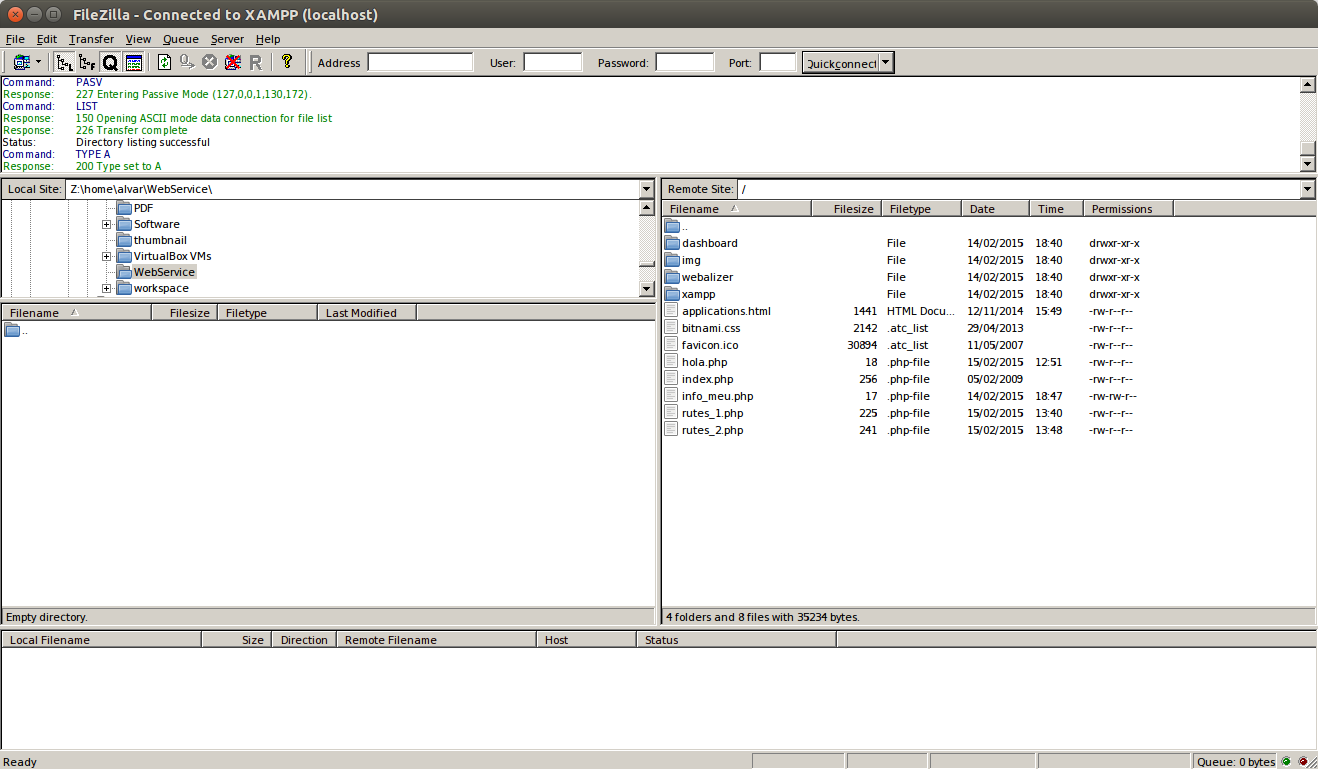 FileZilla - Connected to XAMPP (localhost)
File Edit Transfer View Queue Server Help
L F Q R ? Address User: Password: Port: Quickconnect
Command: PASV
Response: 227 Entering Passive Mode (127,0,0,1,130,172).
Command: LIST
Response: 150 Opening ASCII mode data connection for file list
Response: 226 Transfer complete
Status: Directory listing successful
Command: TYPE A
Response: 200 Type set to A
Local Site: Z:\home\alvar\WebService\
PDF
Software
thumbnail
VirtualBox VMs
WebService
workspace
Filename Filesize Filetype Last Modified
..
Empty directory.
Remote Site: /
Filename Filesize Filetype Date Time Permissions
..
dashboard File 14/02/2015 18:40 drwxr-xr-x
img File 14/02/2015 18:40 drwxr-xr-x
webalizer File 14/02/2015 18:40 drwxr-xr-x
xampp File 14/02/2015 18:40 drwxr-xr-x
applications.html 1441 HTML Docu... 12/11/2014 15:49 -rw-r--r--
bitnami.css 2142 .atc_list 29/04/2013 -rw-r--r--
favicon.ico 30894 .atc_list 11/05/2007 -rw-r--r--
hola.php 18 .php-file 15/02/2015 12:51 -rw-r--r--
index.php 256 .php-file 05/02/2009 -rw-r--r--
info_meu.php 17 .php-file 14/02/2015 18:47 -rw-rw-r--
rutes_1.php 225 .php-file 15/02/2015 13:40 -rw-r--r--
rutes_2.php 241 .php-file 15/02/2015 13:48 -rw-r--r--
4 folders and 8 files with 35234 bytes.
Local Filename Size Direction Remote Filename Host Status
Ready Queue: 0 bytes